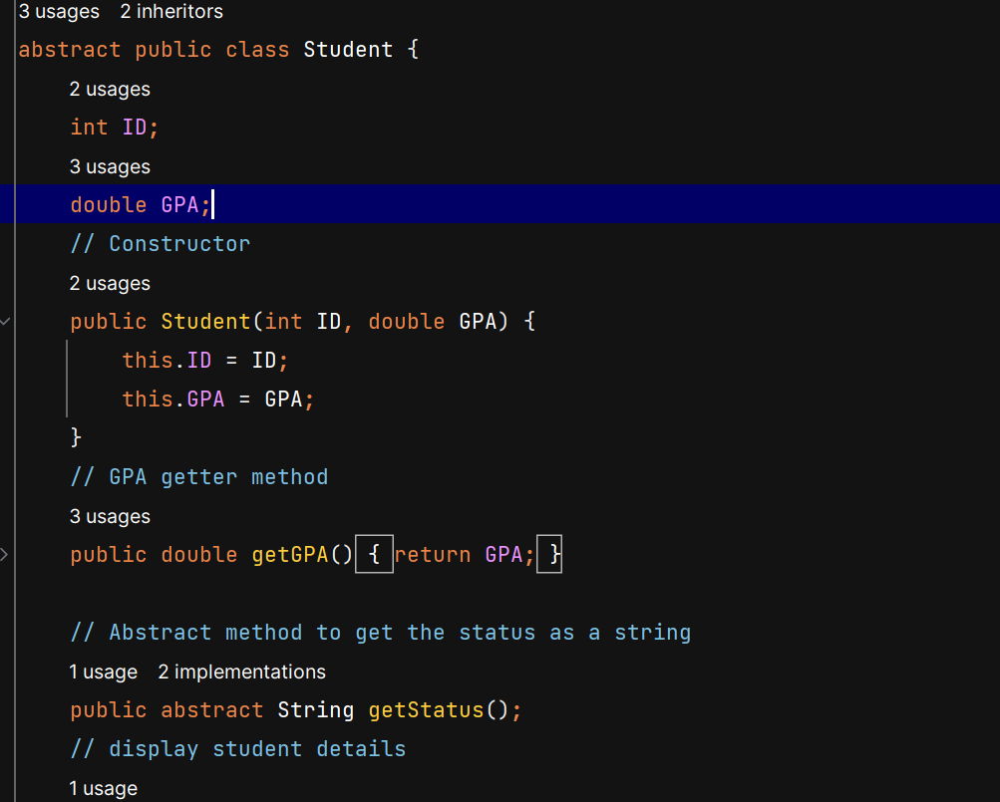 3 usages 2 inheritors
abstract public class Student {
2 usages
int ID;
3 usages
double GPA;
// Constructor
2 usages
public Student(int ID, double GPA) {
this.ID = ID;
this.GPA = GPA;
}
// GPA getter method
3 usages
public double getGPA() { return GPA; }
// Abstract method to get the status as a string
1 usage 2 implementations
public abstract String getStatus();
// display student details
1 usage